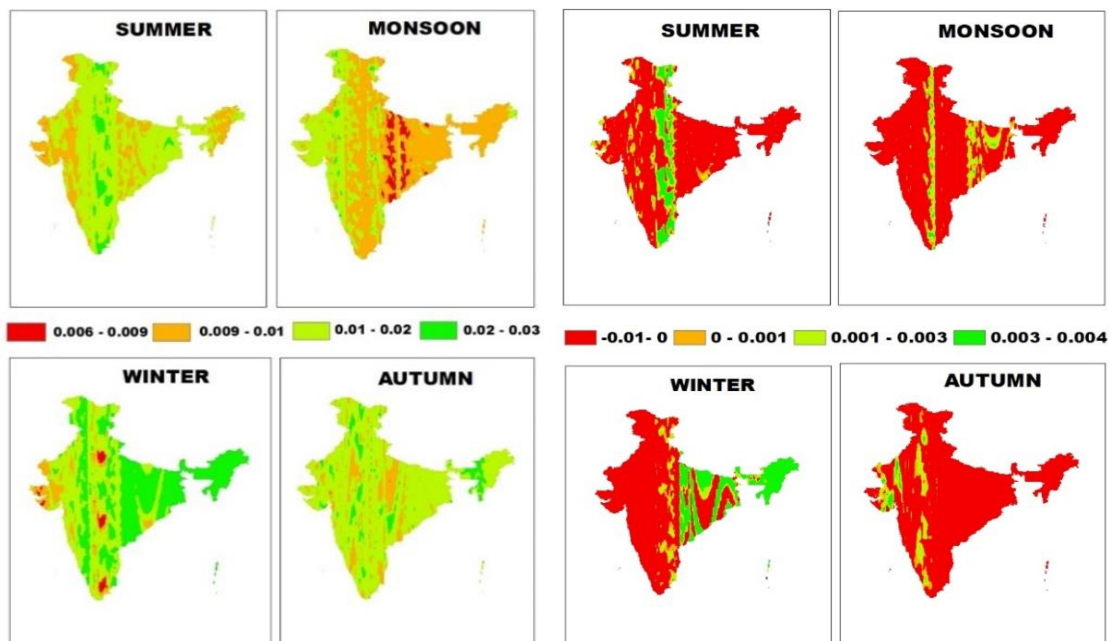 SUMMER
MONSOON
SUMMER
MONSOON
0.006 - 0.009
0.009 - 0.01
0.01 - 0.02
0.02 - 0.03
-0.01- 0
0 - 0.001
0.001 - 0.003
0.003 - 0.004
WINTER
AUTUMN
WINTER
AUTUMN